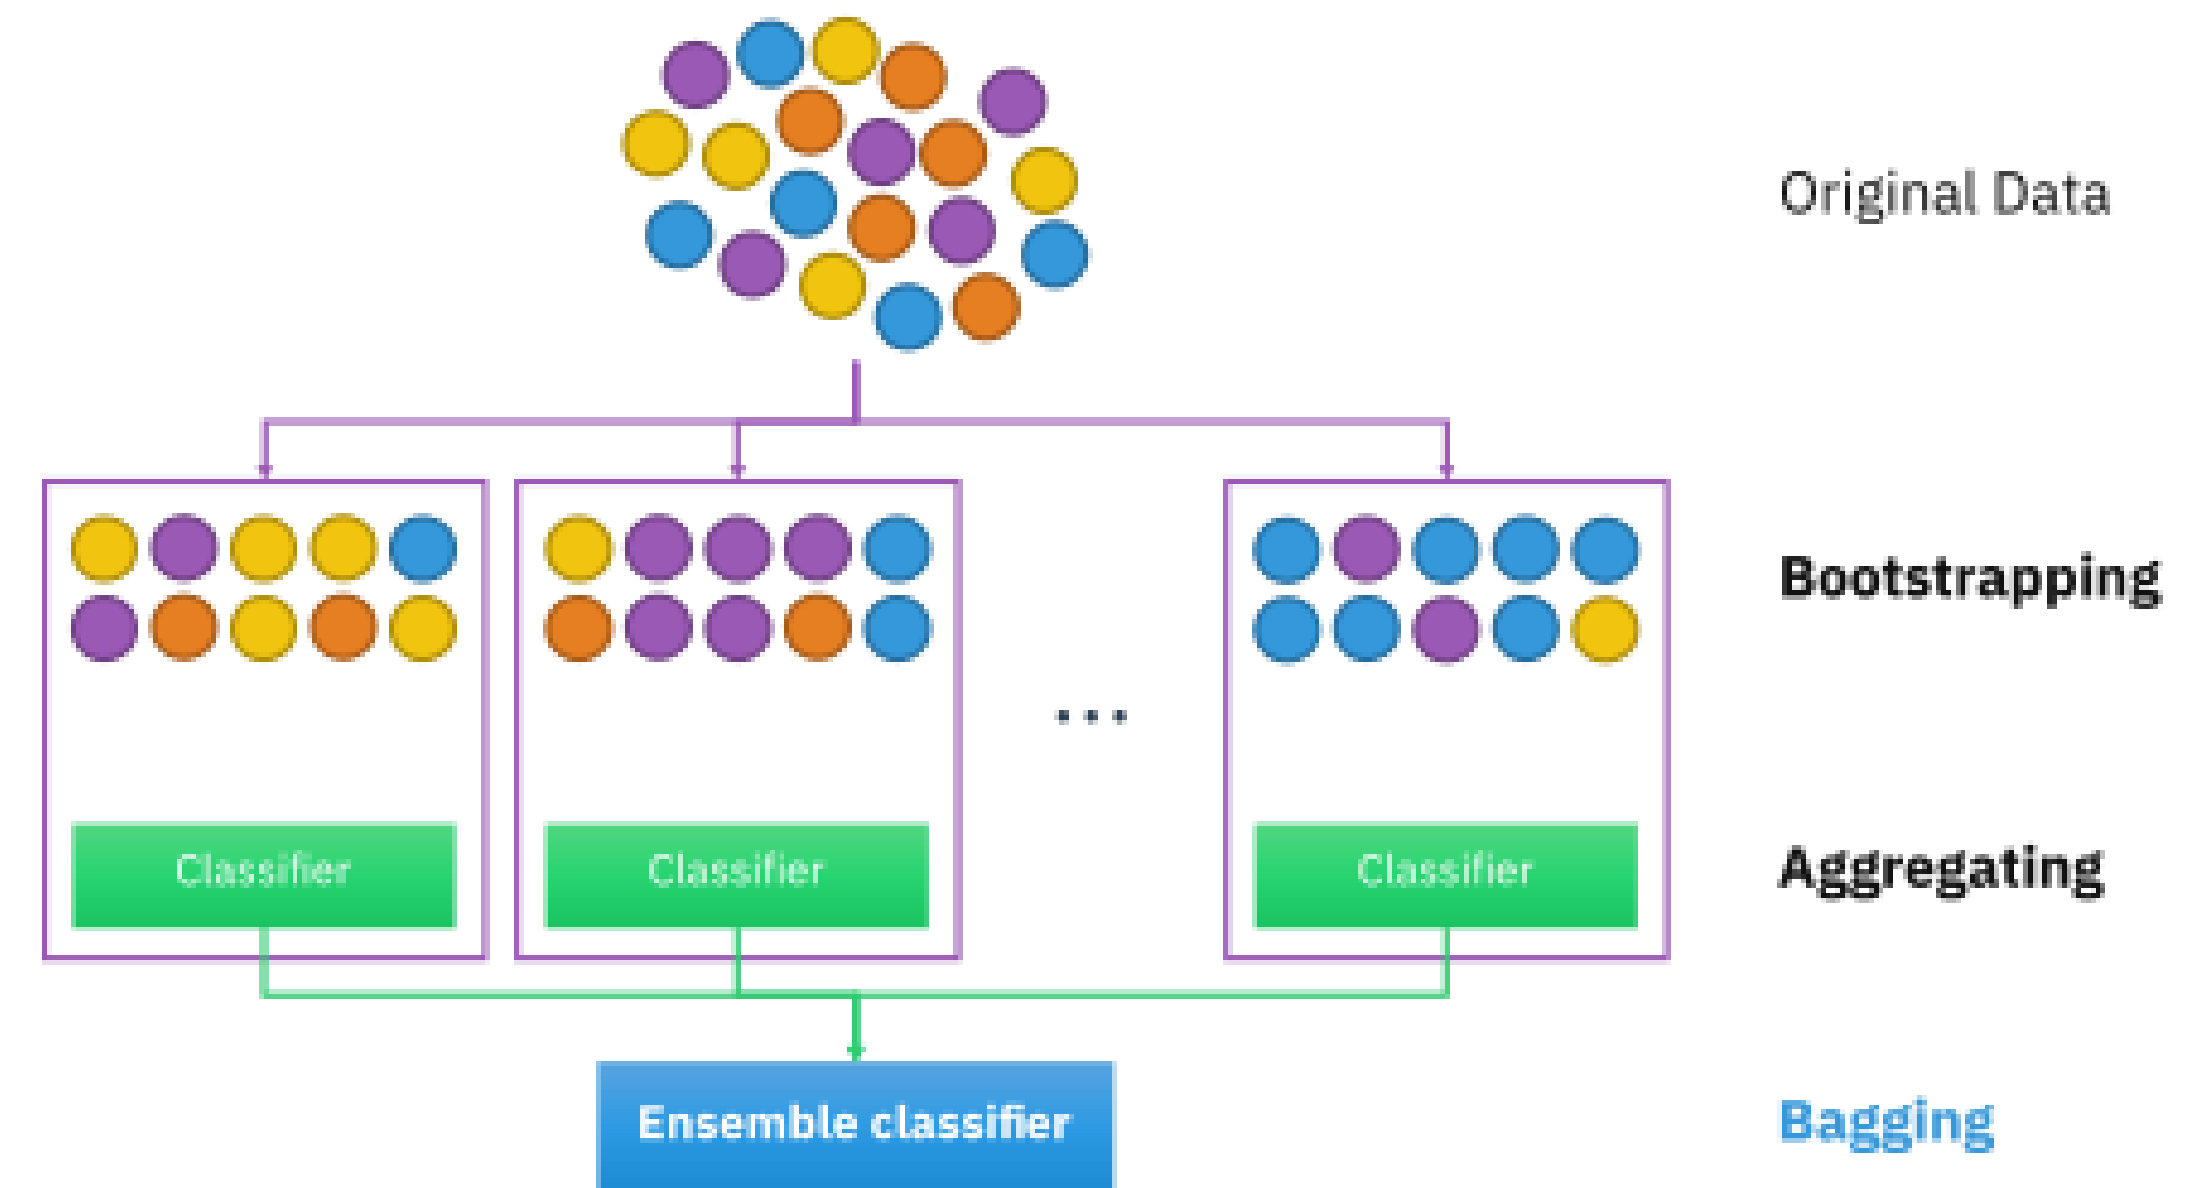 Original Data
Bootstrapping
...
Classifier
Classifier
Classifier
Aggregating
Ensemble classifier
Bagging